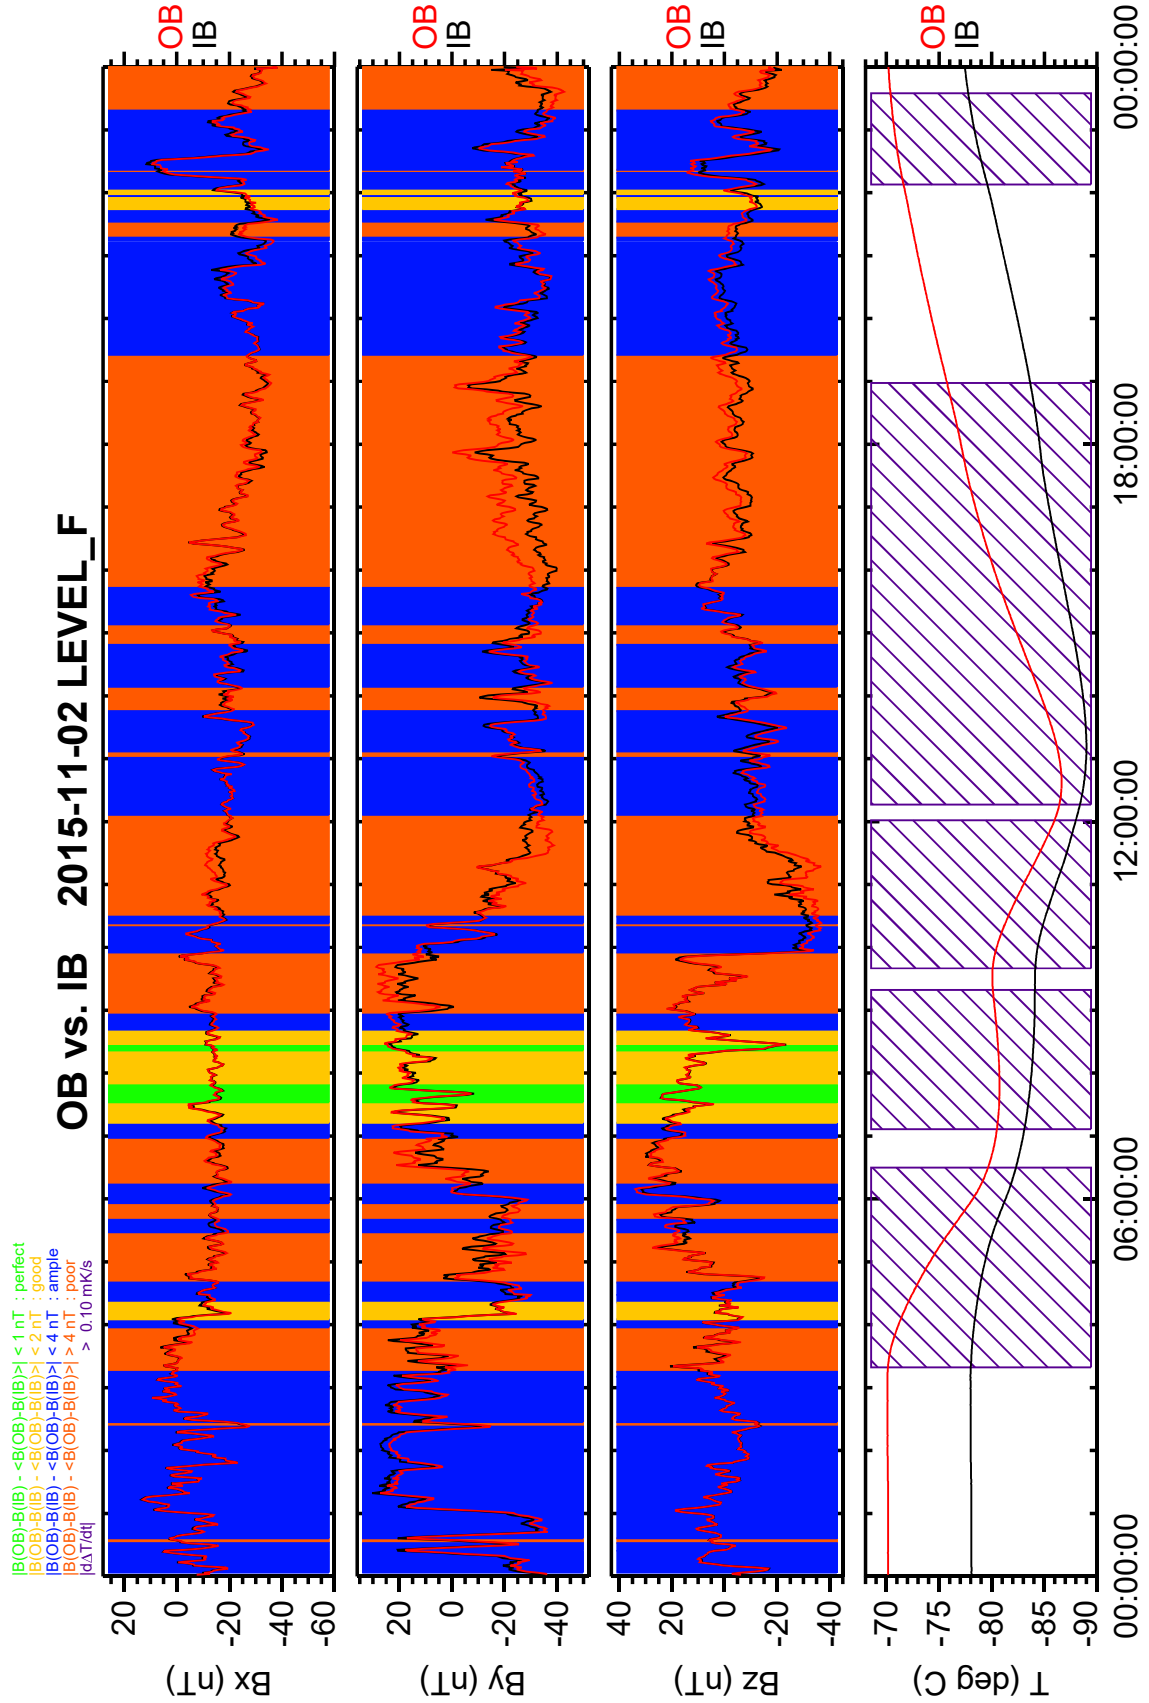 OB vs. IB 2015-11-02 LEVEL_F
|B(OB)-B(IB) - <B(OB)-B(IB)>| < 1 nT : perfect
|B(OB)-B(IB) - <B(OB)-B(IB)>| < 2 nT : good
|B(OB)-B(IB) - <B(OB)-B(IB)>| < 4 nT : ample
|B(OB)-B(IB) - <B(OB)-B(IB)>| > 4 nT : poor
|dΔT/dt| > 0.10 mK/s
Bx (nT)
20
0
-20
-40
-60
OB
IB
By (nT)
20
0
-20
-40
OB
IB
Bz (nT)
40
20
0
-20
-40
OB
IB
T (deg C)
-70
-75
-80
-85
-90
OB
IB
00:00:00
06:00:00
12:00:00
18:00:00
00:00:00